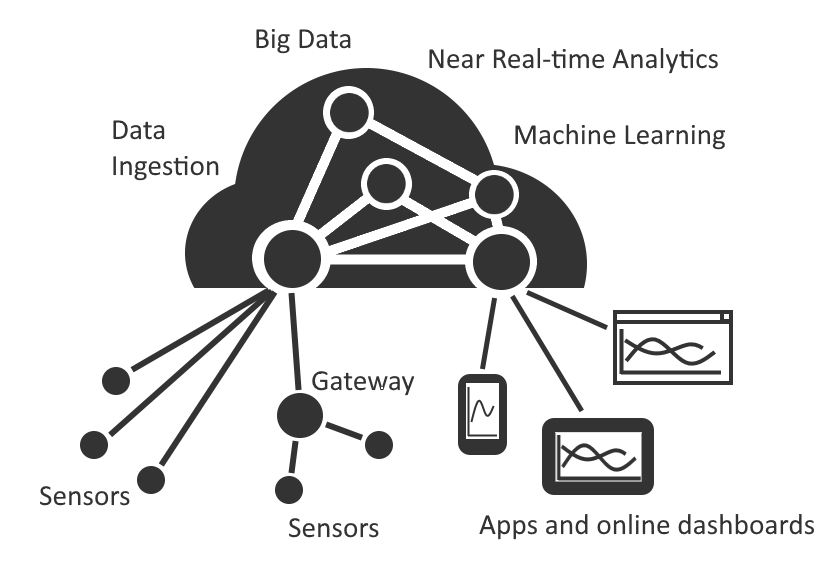 Big Data
Near Real-time Analytics
Data
Ingestion
Machine Learning
Gateway
Sensors
Sensors
Apps and online dashboards